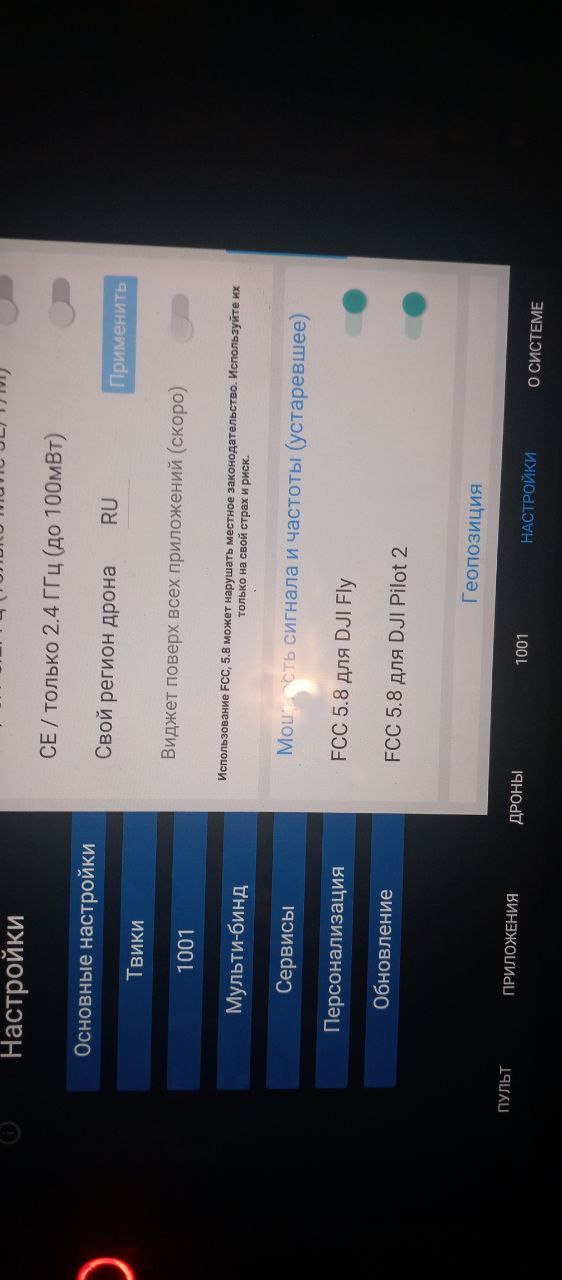 Настройки
Основные настройки
Твики
1001
Мульти-бинд
Сервисы
Персонализация
Обновление
CE / только 2.4 ГГц (до 100мВт)
Свой регион дрона RU Применить
Виджет поверх всех приложений (скоро)
Использование FCC, 5.8 может нарушать местное законодательство. Используйте их
только на свой страх и риск.
сигнала и частоты (устаревшее)
FCC 5.8 для DJI Fly
FCC 5.8 для DJI Pilot 2
Геопозиция
ПУЛЬТ ПРИЛОЖЕНИЯ ДРОНЫ 1001 НАСТРОЙКИ О СИСТЕМЕ